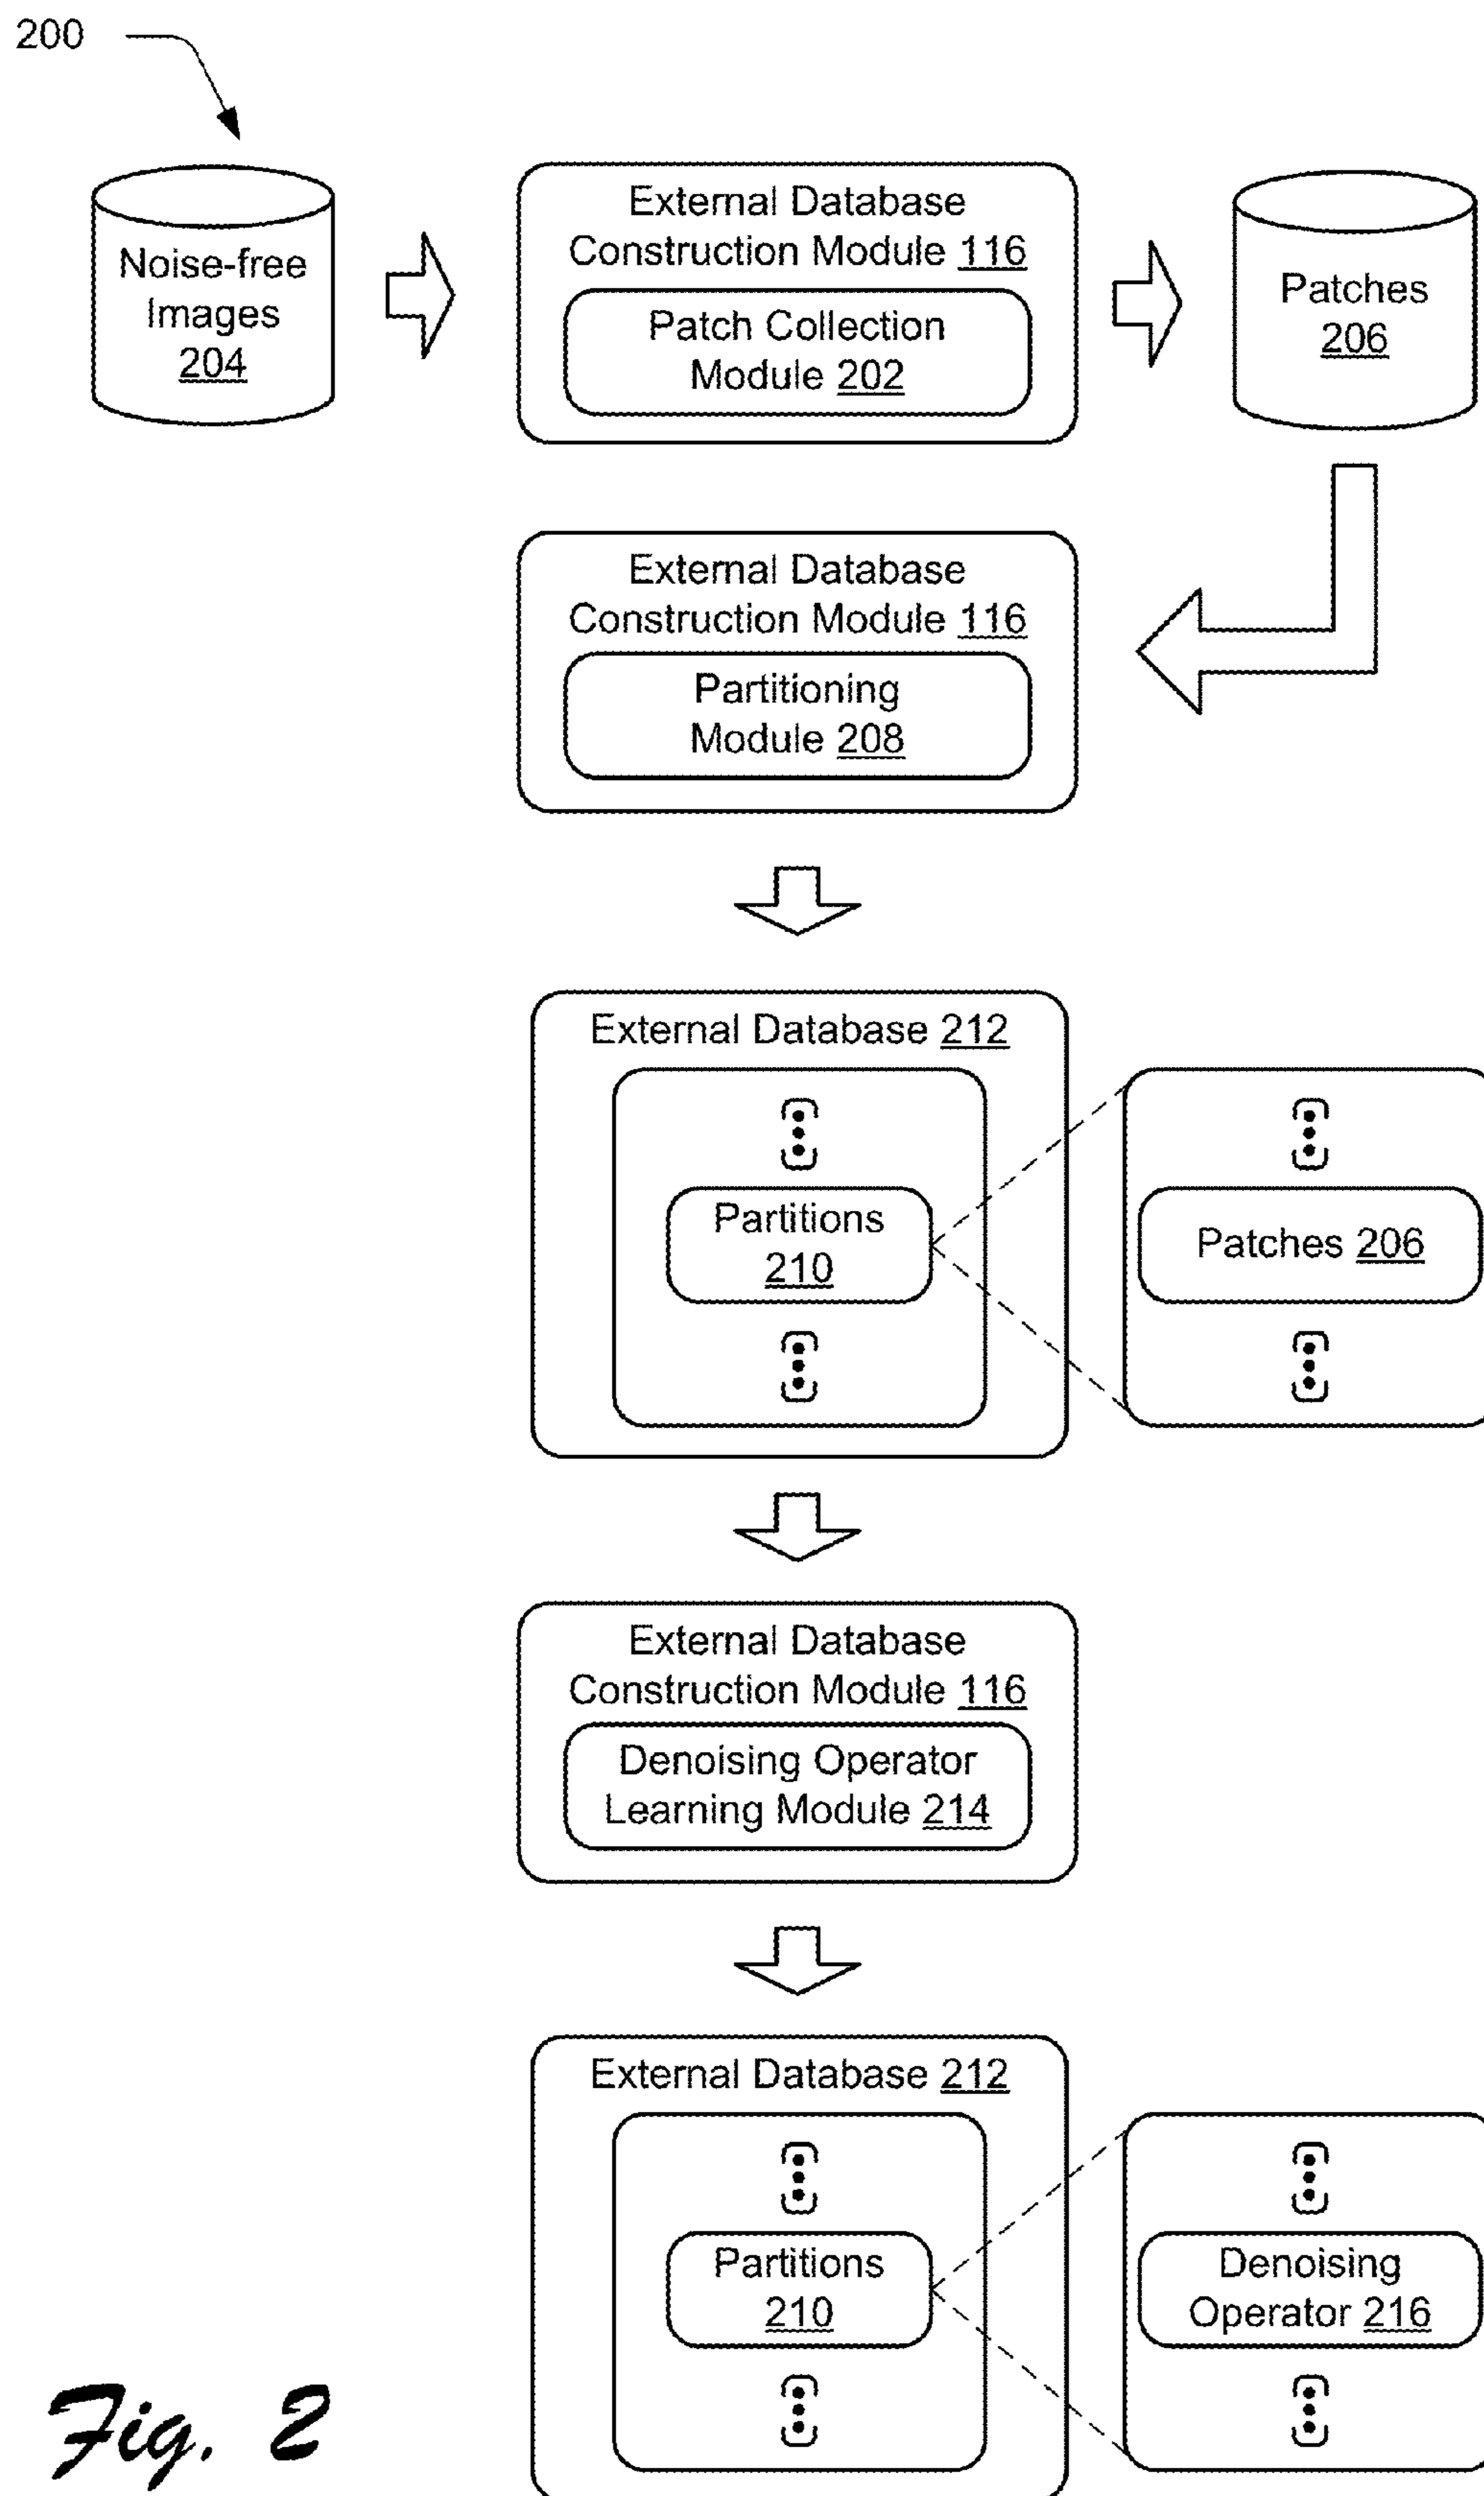 200
Noise-free
Images
204
External Database
Construction Module 116
Patch Collection
Module 202
Patches
206
External Database
Construction Module 116
Partitioning
Module 208
External Database 212
Partitions
210
Patches 206
External Database
Construction Module 116
Denoising Operator
Learning Module 214
External Database 212
Partitions
210
Denoising
Operator 216
Fig. 2